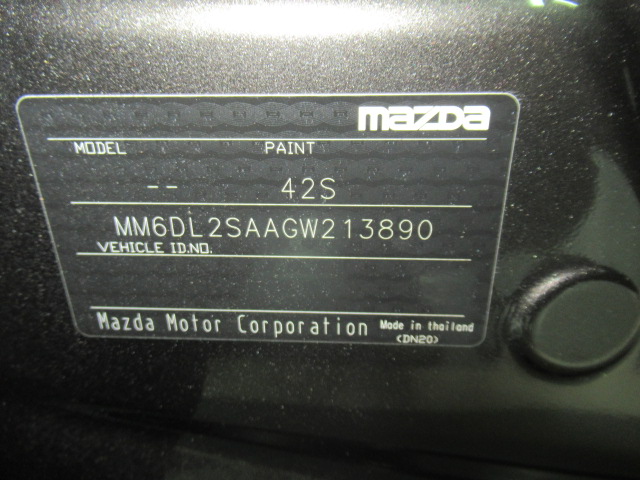 mazda
MODEL PAINT
-- 42S
MM6DL2SAAGW213890
VEHICLE ID.NO.
Mazda Motor Corporation Made in thailand
<DN20>